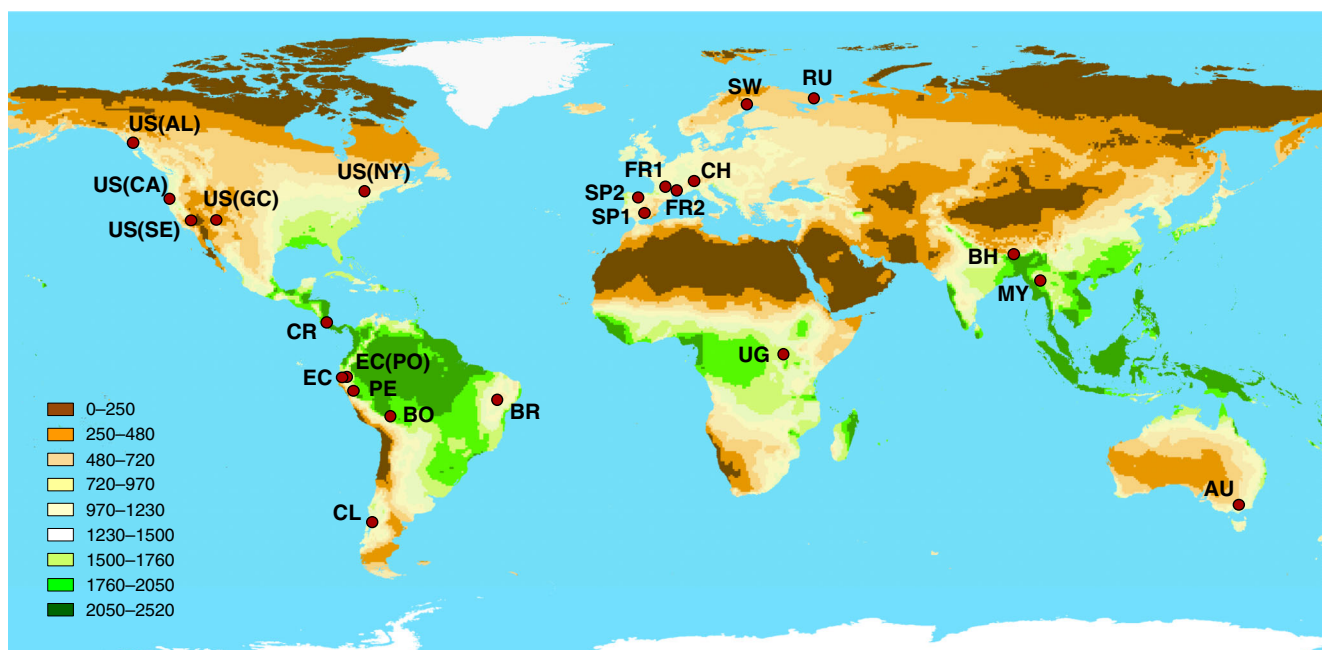 SW
RU
US(AL)
US(NY)
FR1
CH
US(CA)
US(GC)
SP2
FR2
SP1
US(SE)
BH
MY
CR
UG
EC(PO)
EC
PE
BR
BO
0–250
250–480
480–720
720–970
970–1230
1230–1500
1500–1760
1760–2050
2050–2520
AU
CL